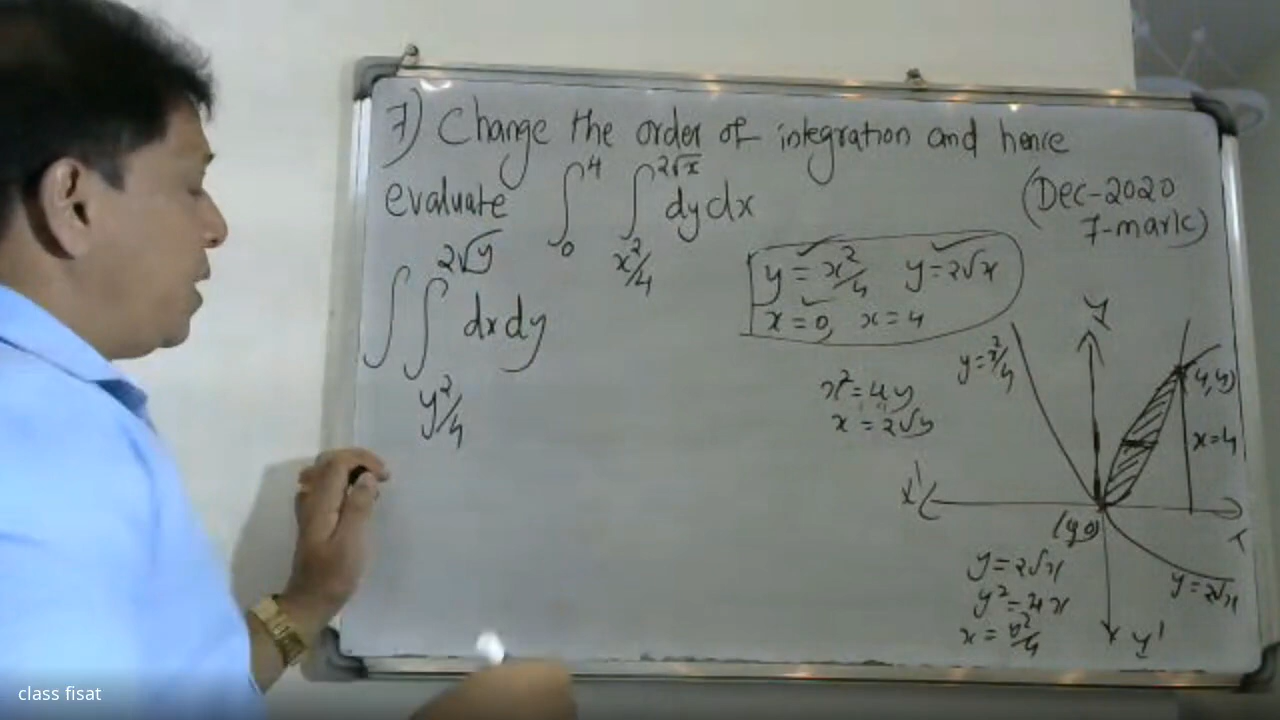 7) Change the order of integration and hence
evaluate ∫₀⁴ ∫_{x²/4}^{2√x} dy dx
(Dec-2020
7-mark)
∫∫_{y²/4}^{2√y} dx dy
y = x²/4 y = 2√x
x = 0, x = 4
x² = 4y
x = 2√y
y
y = x²/4
(4,4)
x = 4
x'
x
y = 2√x
y = 2√x
y² = 4x
x = y²/4
y'
class fisat